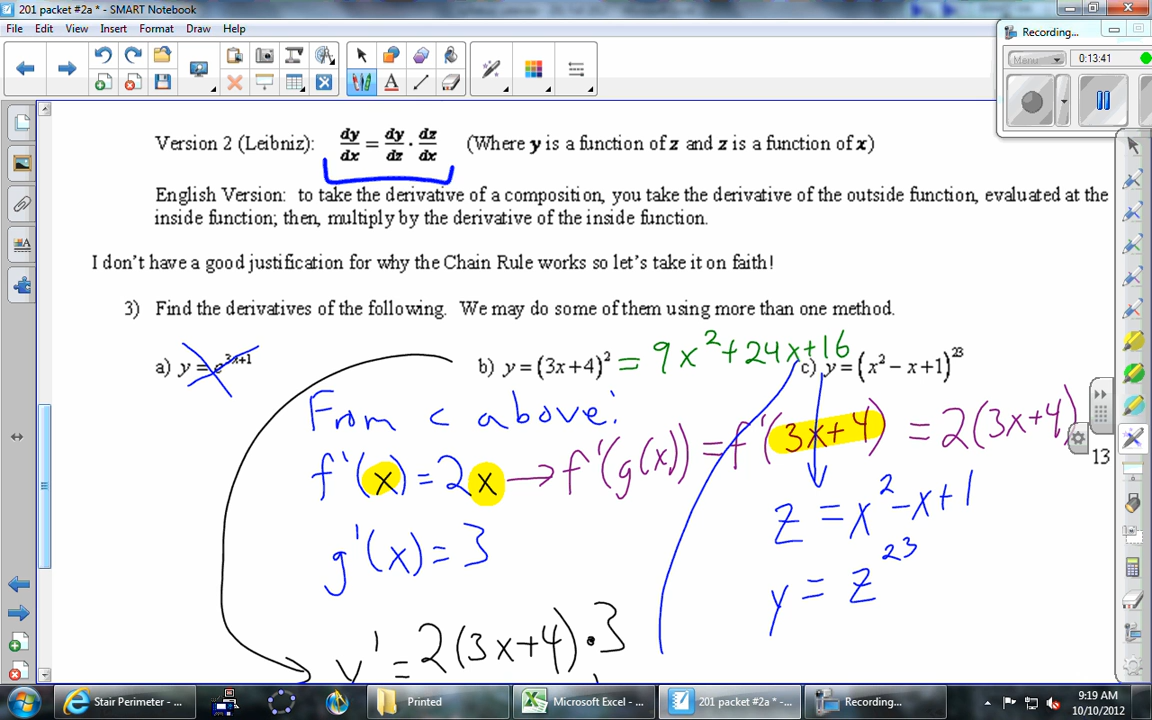 201 packet #2a * - SMART Notebook
File Edit View Insert Format Draw Help
Recording...
Menu
0:13:41
Version 2 (Leibniz): dy/dx = dy/dz · dz/dx (Where y is a function of z and z is a function of x)
English Version: to take the derivative of a composition, you take the derivative of the outside function, evaluated at the
inside function; then, multiply by the derivative of the inside function.
I don't have a good justification for why the Chain Rule works so let's take it on faith!
3) Find the derivatives of the following. We may do some of them using more than one method.
a) y = e^(3x+1)
b) y = (3x+4)² = 9x² + 24x + 16
c) y = (x² - x + 1)^23
From c above:
f'(x) = 2x → f'(g(x)) = f'(3x+4) = 2(3x+4)
g'(x) = 3
y' = 2(3x+4) · 3
z = x² - x + 1
y = z^23
13
Stair Perimeter - ...
Printed
Microsoft Excel - ...
201 packet #2a * -...
Recording...
9:19 AM
10/10/2012